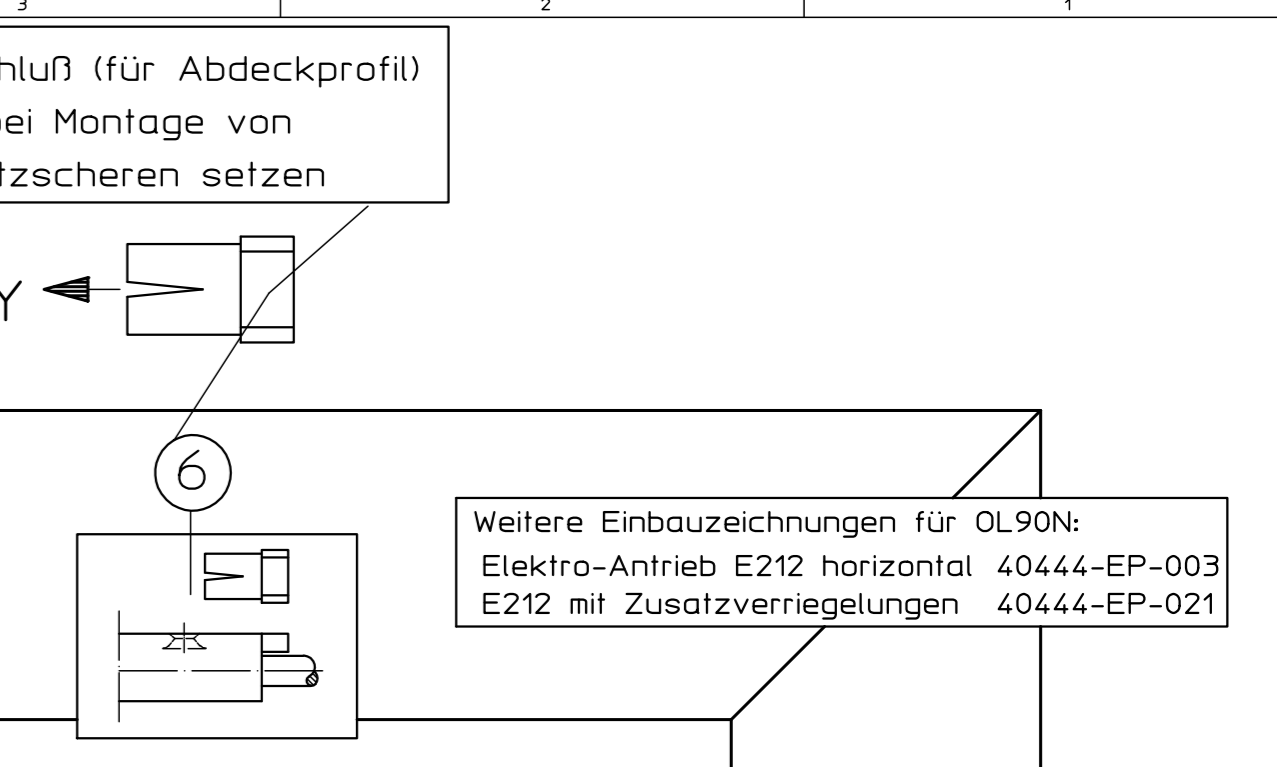 3 2 1
hluß (für Abdeckprofil)
bei Montage von
tzscheren setzen
Y
6
Weitere Einbauzeichnungen für OL90N:
Elektro-Antrieb E212 horizontal 40444-EP-003
E212 mit Zusatzverriegelungen 40444-EP-021